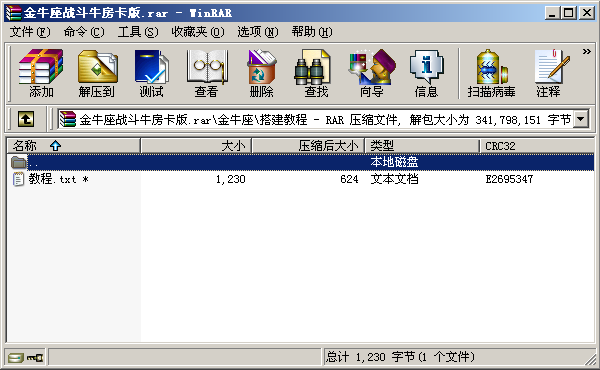 金牛座战斗牛房卡版.rar - WinRAR
文件(F) 命令(C) 工具(S) 收藏夹(O) 选项(N) 帮助(H)
添加 解压到 测试 查看 删除 查找 向导 信息 扫描病毒 注释
金牛座战斗牛房卡版.rar\金牛座\搭建教程 - RAR 压缩文件, 解包大小为 341,798,151 字节
名称 大小 压缩后大小 类型 CRC32
.. 本地磁盘
教程.txt * 1,230 624 文本文档 E2695347
总计 1,230 字节(1 个文件)